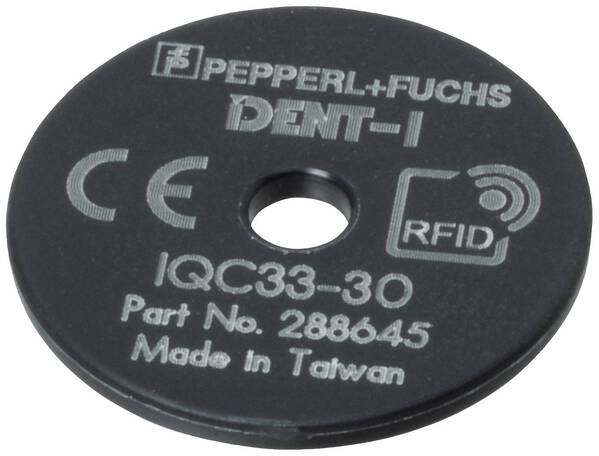 PEPPERL+FUCHS
IDENT-I
CE
RFID
IQC33-30
Part No. 288645
Made in Taiwan